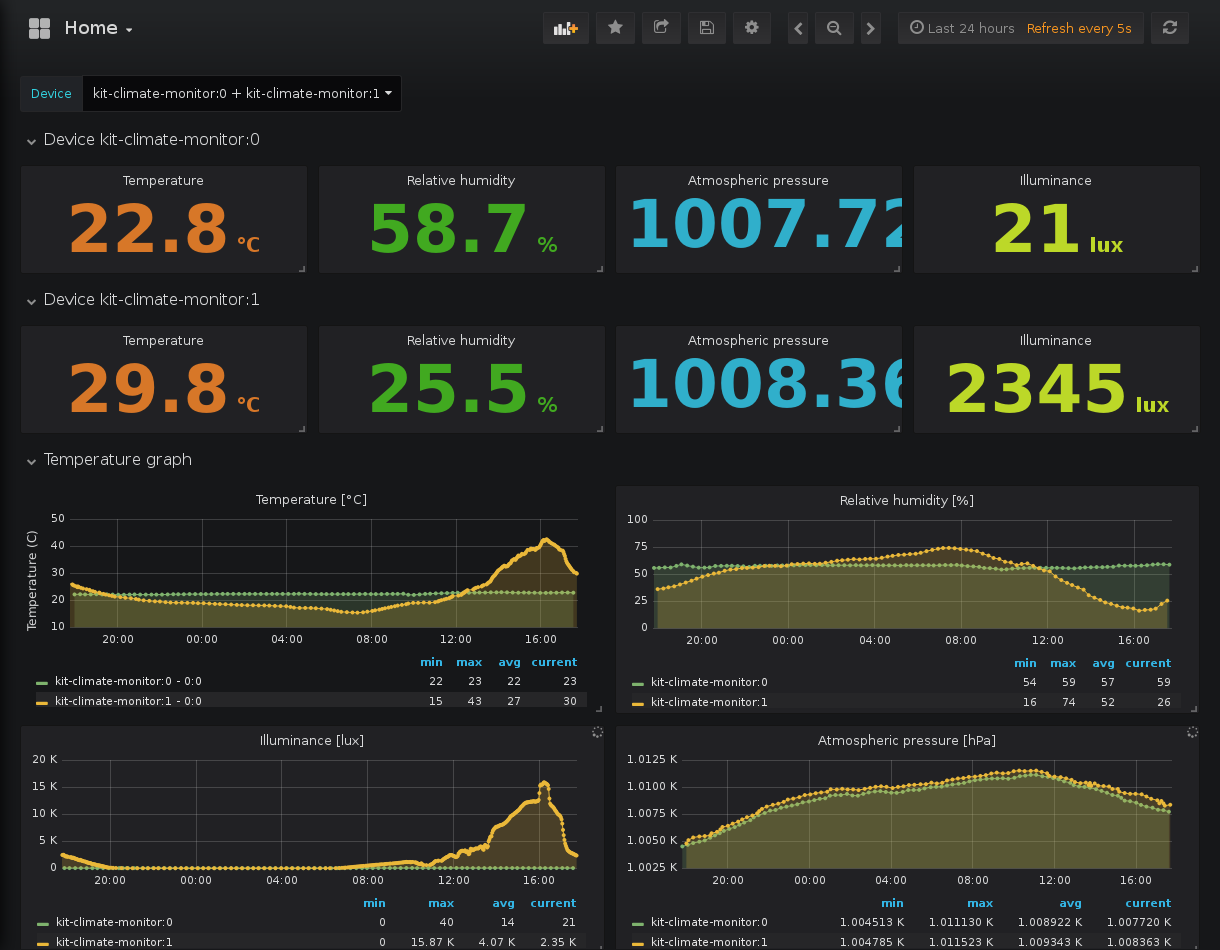 Home
Last 24 hours Refresh every 5s
Device kit-climate-monitor:0 + kit-climate-monitor:1
Device kit-climate-monitor:0
Temperature Relative humidity Atmospheric pressure Illuminance
22.8 °C 58.7 % 1007.72 21 lux
Device kit-climate-monitor:1
Temperature Relative humidity Atmospheric pressure Illuminance
29.8 °C 25.5 % 1008.36 2345 lux
Temperature graph
Temperature [°C]
Temperature (C)
50
40
30
20
10
20:00 00:00 04:00 08:00 12:00 16:00
min max avg current
kit-climate-monitor:0 - 0:0 22 23 22 23
kit-climate-monitor:1 - 0:0 15 43 27 30
Relative humidity [%]
100
75
50
25
0
20:00 00:00 04:00 08:00 12:00 16:00
min max avg current
kit-climate-monitor:0 54 59 57 59
kit-climate-monitor:1 16 74 52 26
Illuminance [lux]
20 K
15 K
10 K
5 K
0
20:00 00:00 04:00 08:00 12:00 16:00
min max avg current
kit-climate-monitor:0 0 40 14 21
kit-climate-monitor:1 0 15.87 K 4.07 K 2.35 K
Atmospheric pressure [hPa]
1.0125 K
1.0100 K
1.0075 K
1.0050 K
1.0025 K
20:00 00:00 04:00 08:00 12:00 16:00
min max avg current
kit-climate-monitor:0 1.004513 K 1.011130 K 1.008922 K 1.007720 K
kit-climate-monitor:1 1.004785 K 1.011523 K 1.009343 K 1.008363 K